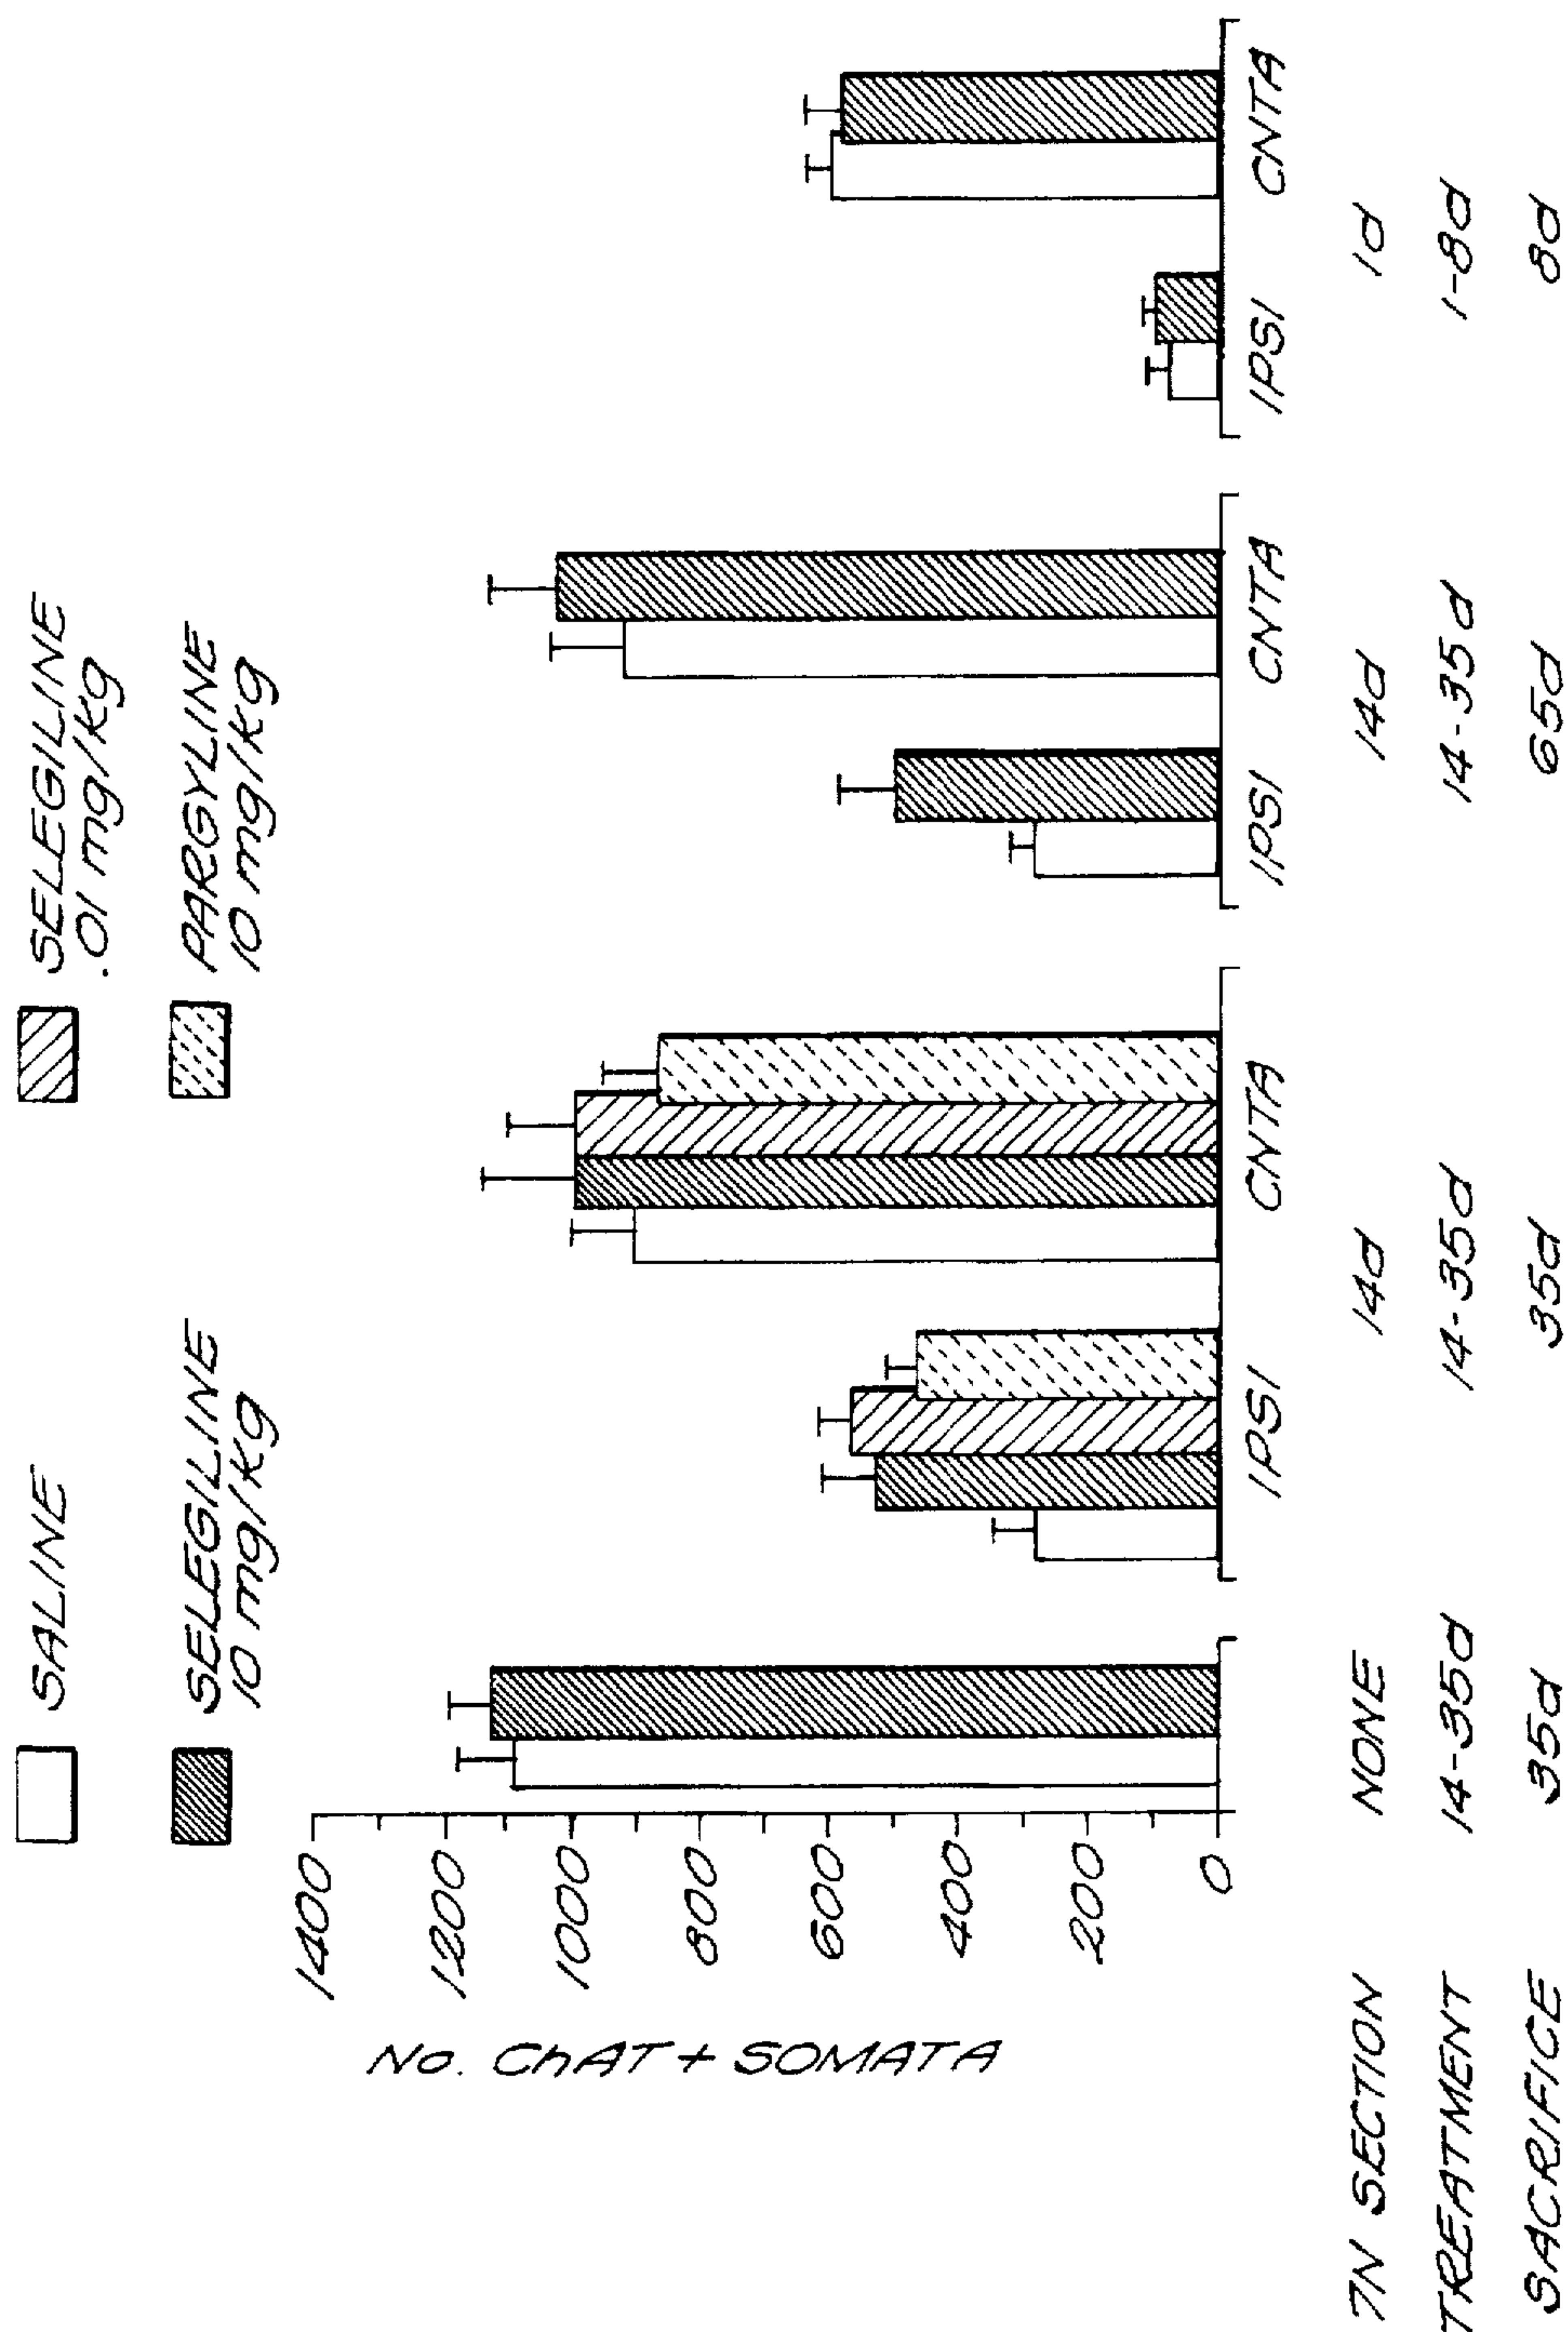 SALINE
SELEGILINE
.01 mg/kg
SELEGILINE
10 mg/kg
PARGYLINE
10 mg/kg
No. ChAT + SOMATA
1400
1200
1000
800
600
400
200
0
IPSI CNTA IPSI CNTA IPSI CNTA
7N SECTION NONE 14d 14d 1d
TREATMENT 14-35d 14-35d 14-35d 1-8d
SACRIFICE 35d 35d 65d 8d